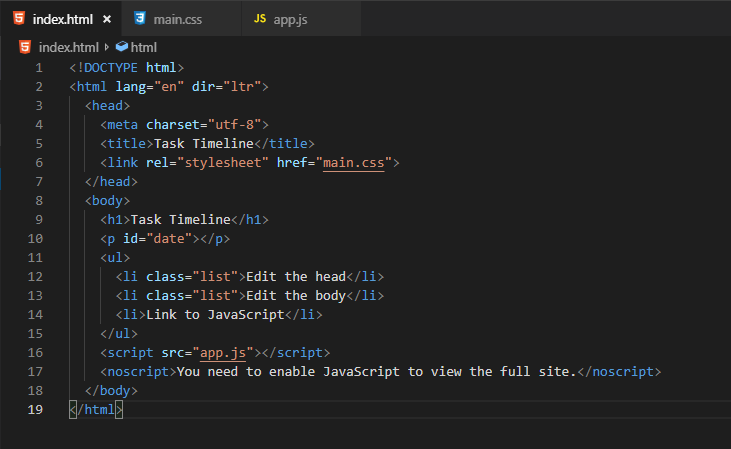 index.html × main.css JS app.js
index.html html
1 <!DOCTYPE html>
2 <html lang="en" dir="ltr">
3 <head>
4 <meta charset="utf-8">
5 <title>Task Timeline</title>
6 <link rel="stylesheet" href="main.css">
7 </head>
8 <body>
9 <h1>Task Timeline</h1>
10 <p id="date"></p>
11 <ul>
12 <li class="list">Edit the head</li>
13 <li class="list">Edit the body</li>
14 <li>Link to JavaScript</li>
15 </ul>
16 <script src="app.js"></script>
17 <noscript>You need to enable JavaScript to view the full site.</noscript>
18 </body>
19 </html>